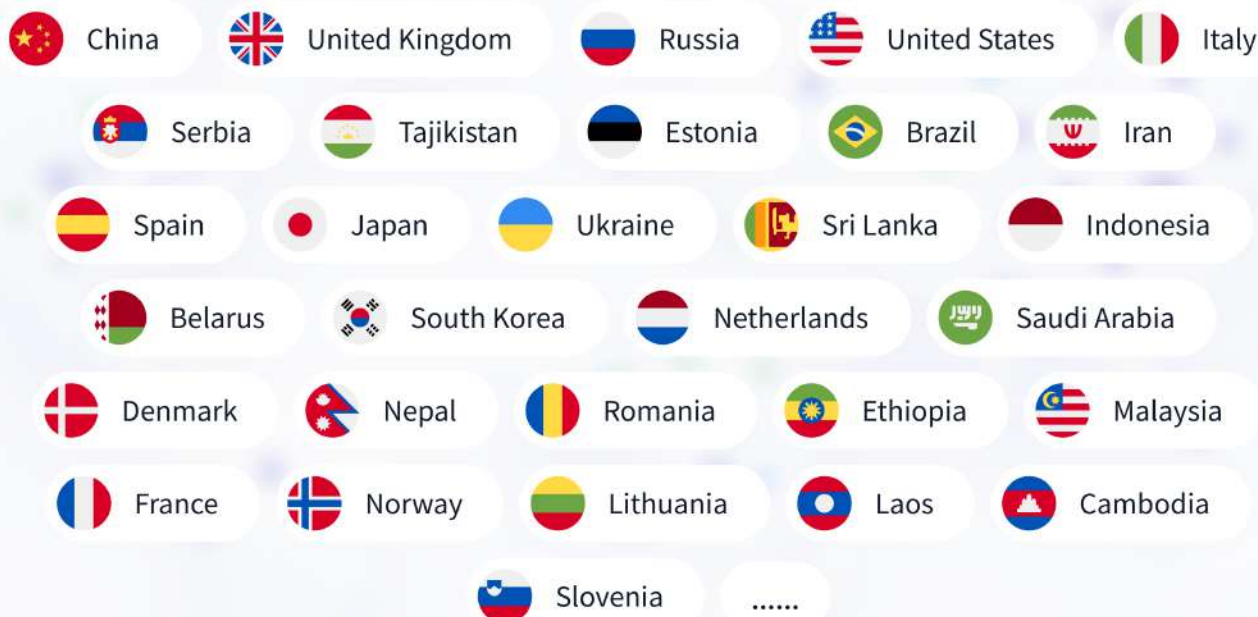 China United Kingdom Russia United States Italy
Serbia Tajikistan Estonia Brazil Iran
Spain Japan Ukraine Sri Lanka Indonesia
Belarus South Korea Netherlands Saudi Arabia
Denmark Nepal Romania Ethiopia Malaysia
France Norway Lithuania Laos Cambodia
Slovenia ......